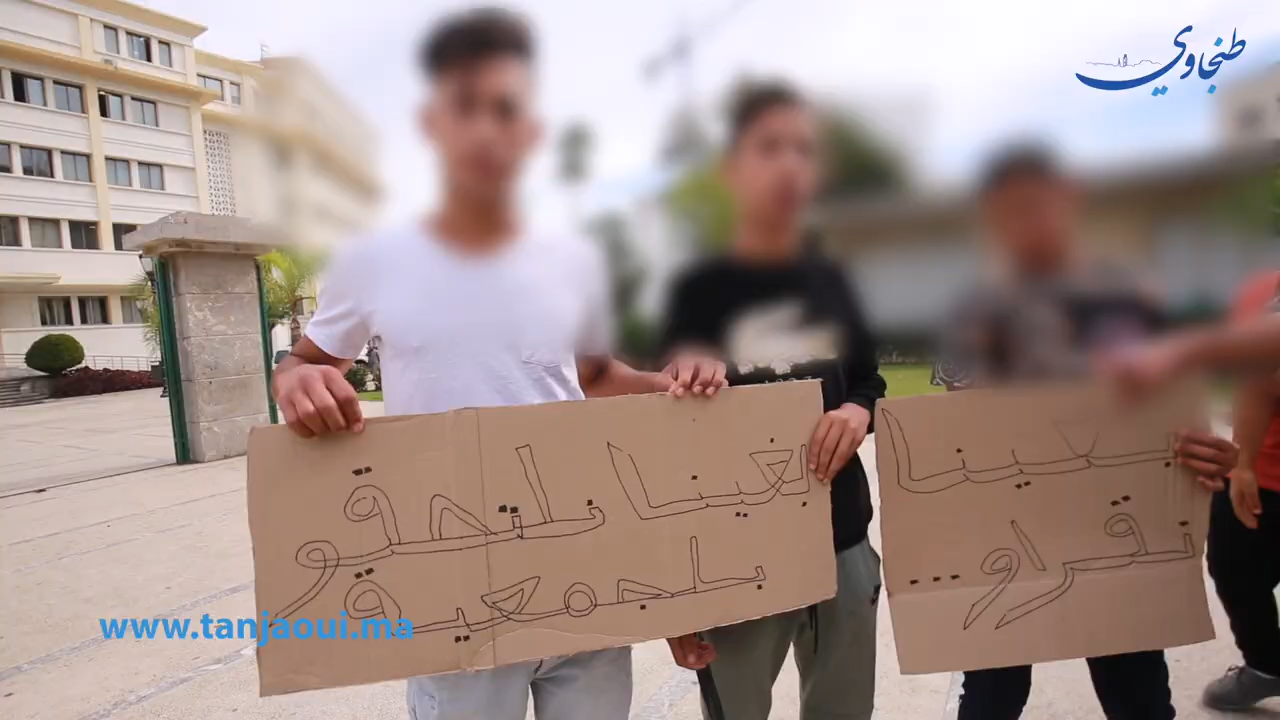 طنجاوي
بغينا نلتحقو
بلجمعية
بغينا
نقراو ...
www.tanjaoui.ma